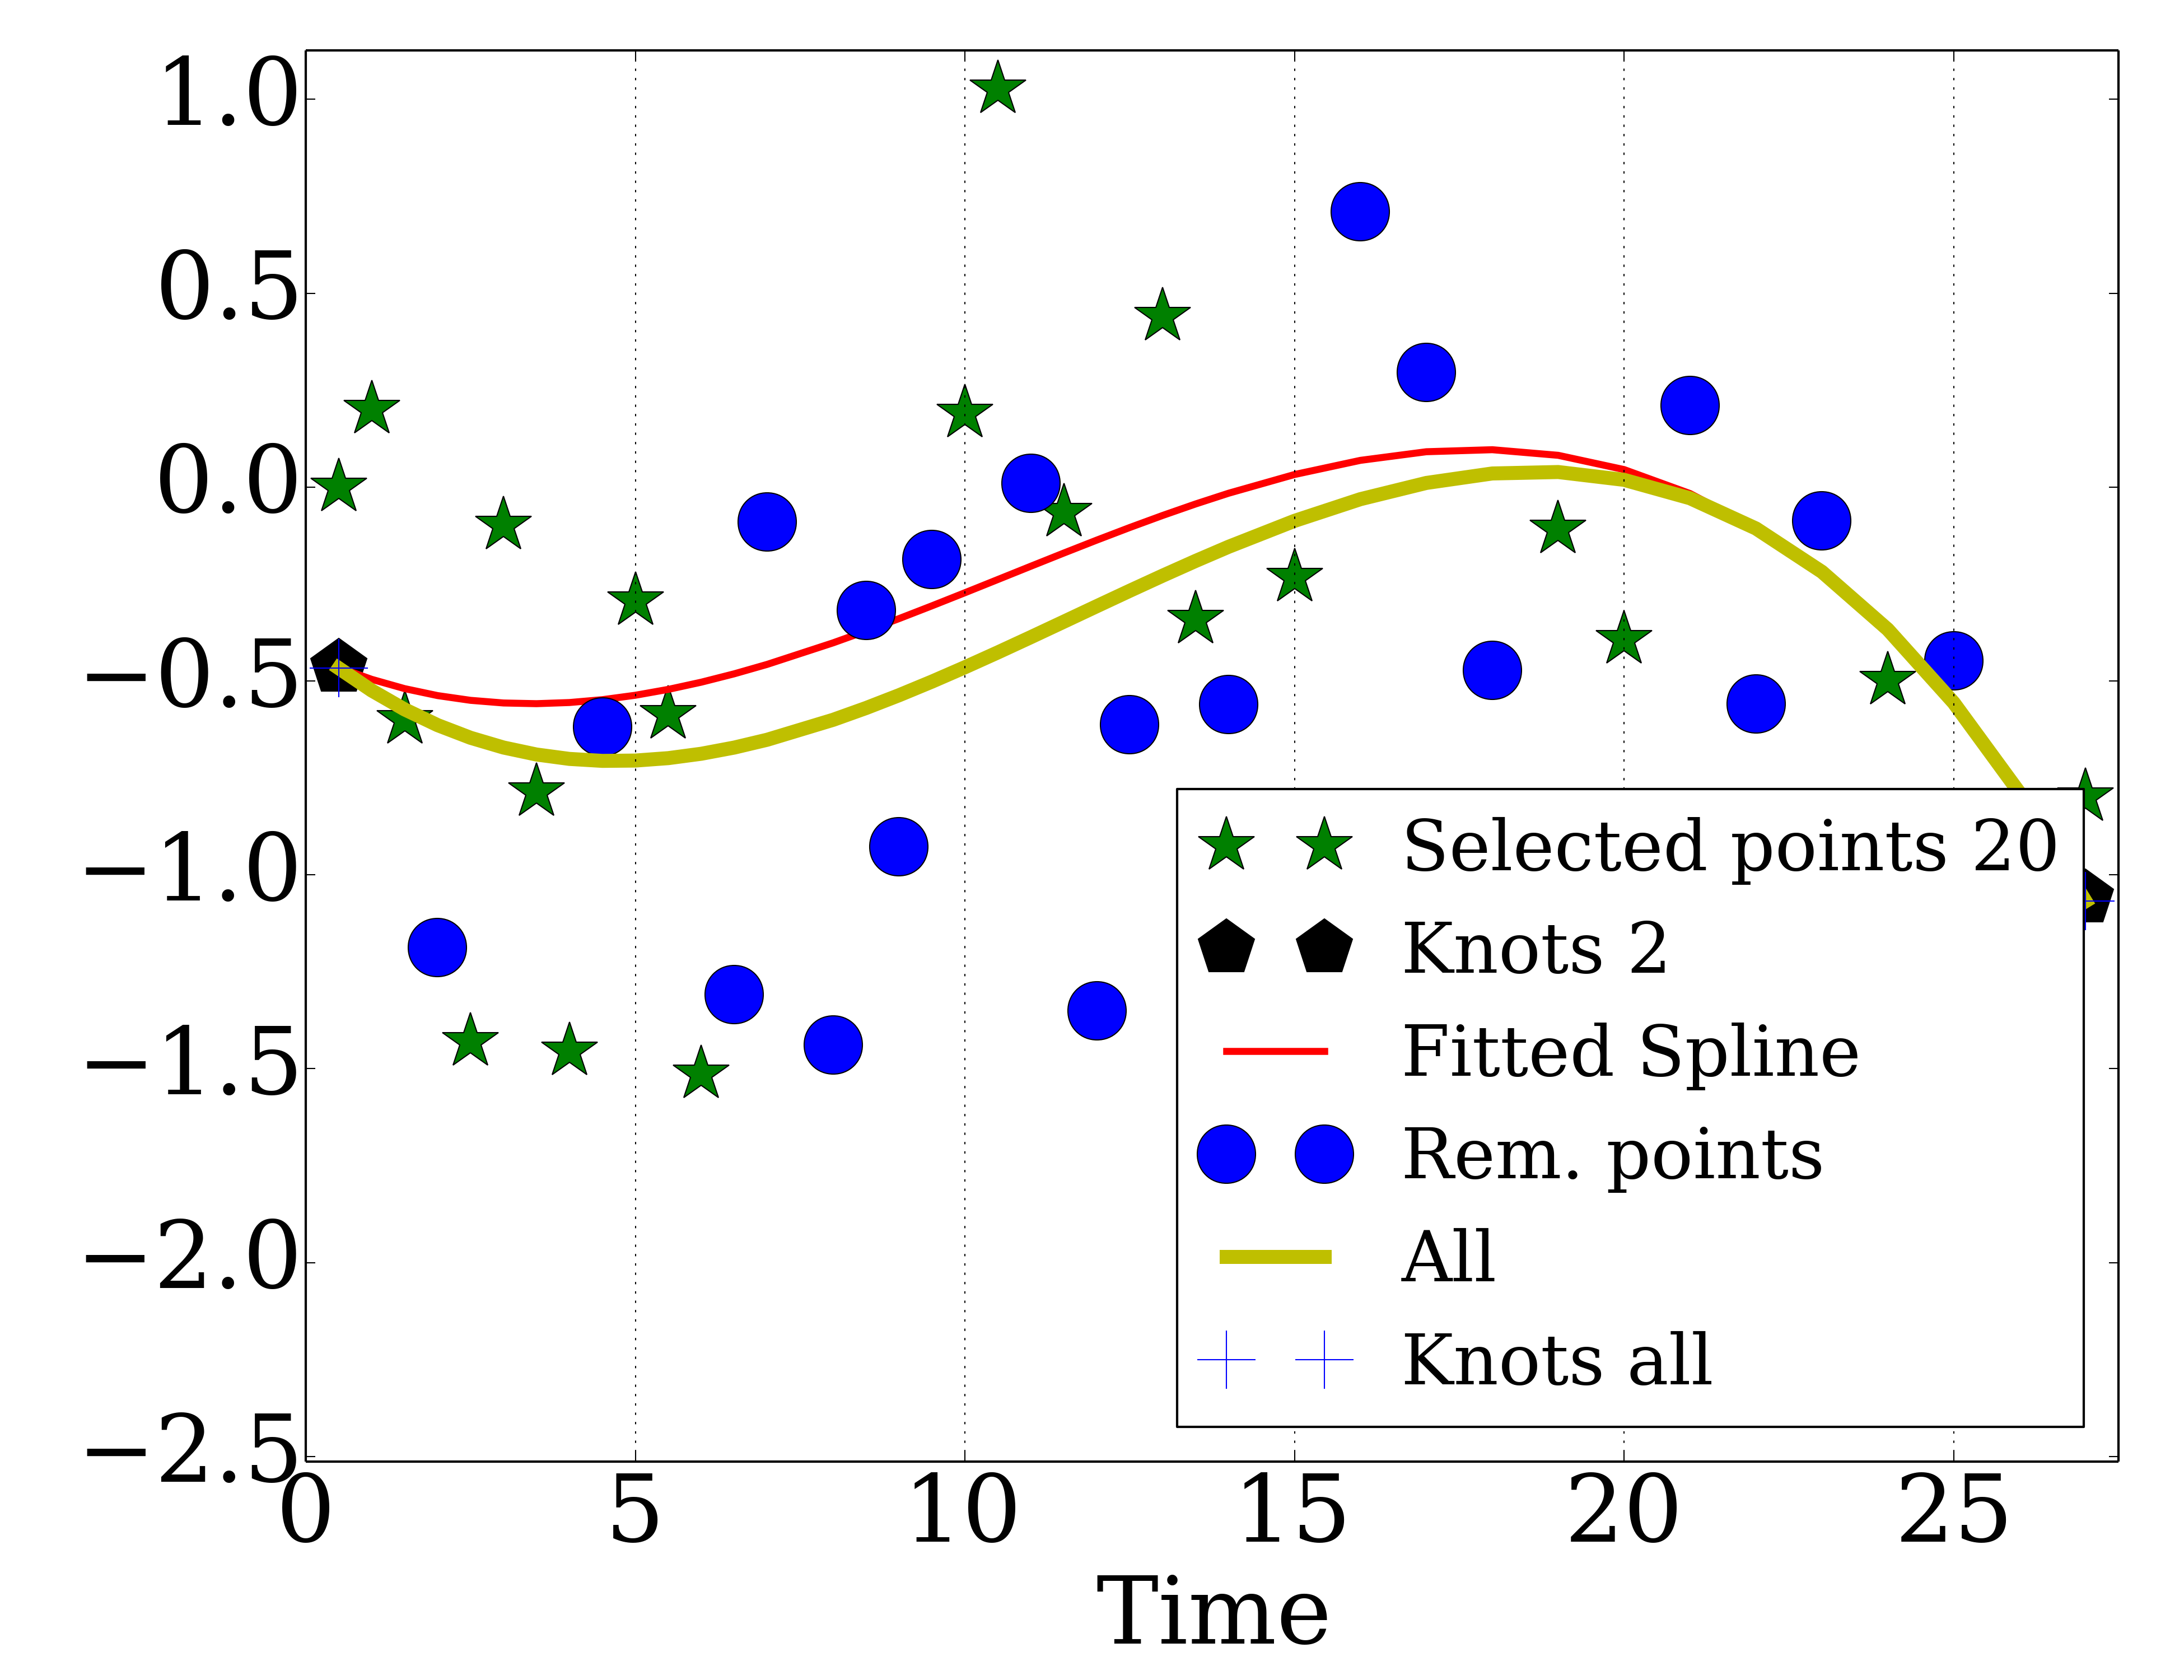 1.0
0.5
0.0
−0.5
−1.0
−1.5
−2.0
−2.5
0 5 10 15 20 25
Time
Selected points 20
Knots 2
Fitted Spline
Rem. points
All
Knots all